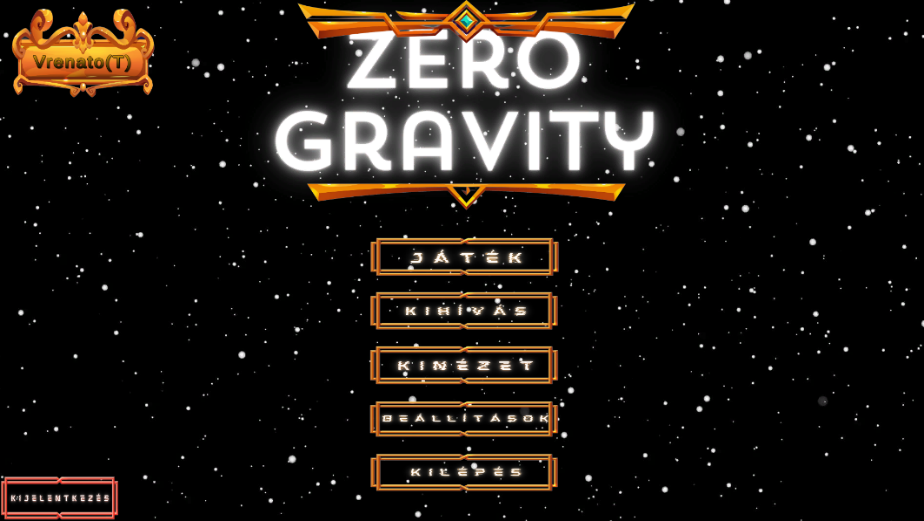 Vrenato(T)
ZERO
GRAVITY
JÁTÉK
KIHÍVÁS
KINÉZET
BEÁLLÍTÁSOK
KILÉPÉS
KIJELENTKEZÉS